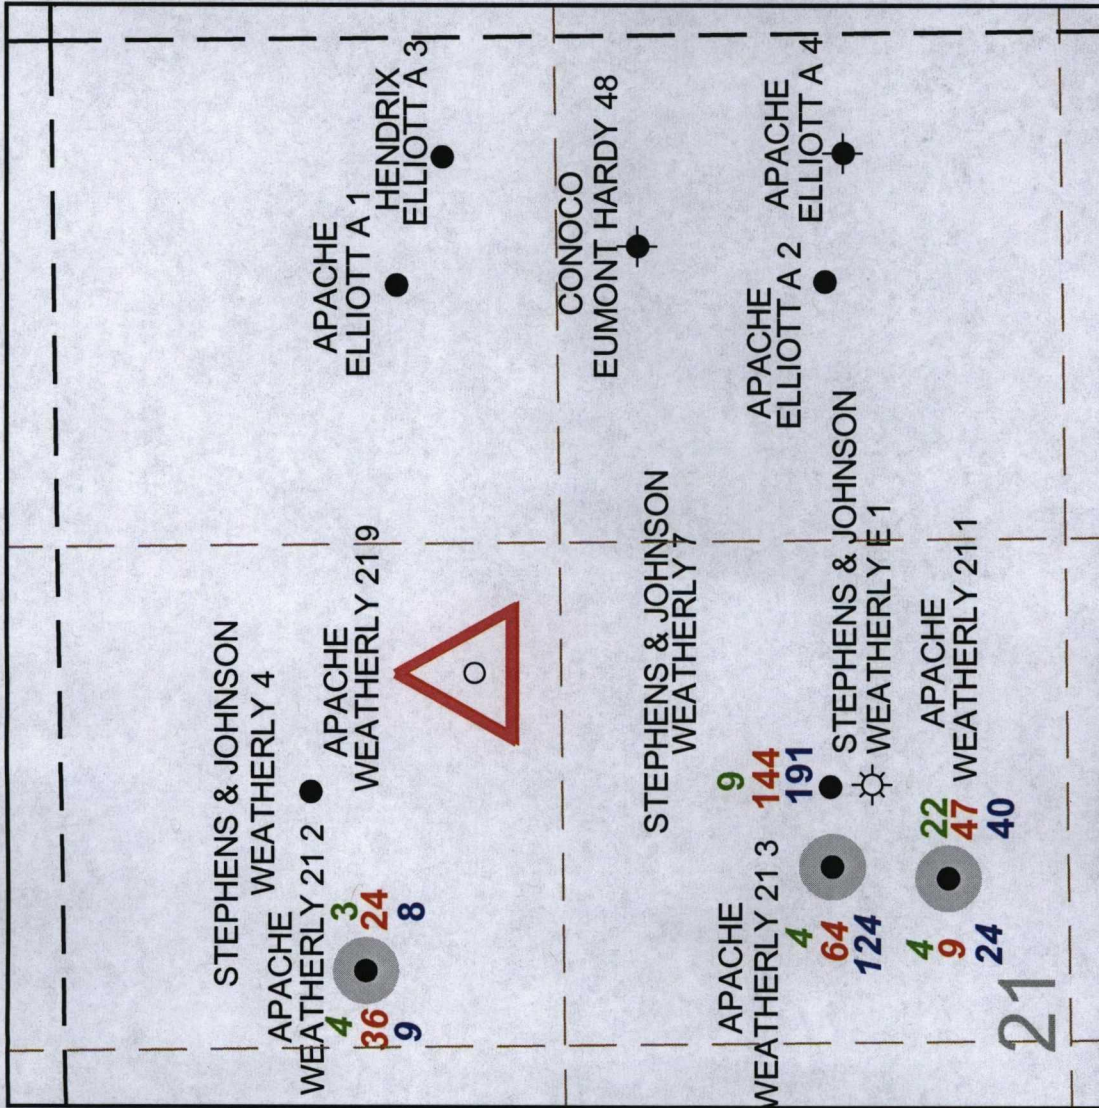 STEPHENS & JOHNSON
WEATHERLY 4
APACHE
WEATHERLY 21 2
4
36
9
3
24
8
APACHE
WEATHERLY 21 9
APACHE
ELLIOTT A 1
HENDRIX
ELLIOTT A 3
CONOCO
EUMONT HARDY 48
STEPHENS & JOHNSON
WEATHERLY 7
9
144
191
APACHE
WEATHERLY 21 3
4
64
124
APACHE
ELLIOTT A 2
APACHE
ELLIOTT A 4
STEPHENS & JOHNSON
WEATHERLY E 1
APACHE
WEATHERLY 21 1
22
47
40
4
9
24
21